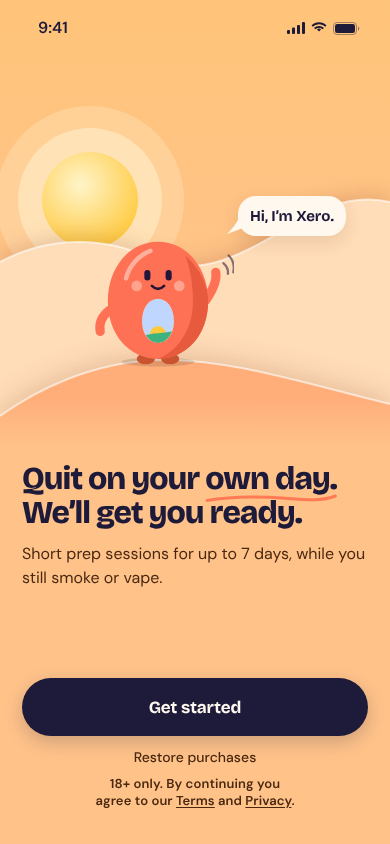 9:41
Hi, I’m Xero.
Quit on your own day.
We’ll get you ready.
Short prep sessions for up to 7 days, while you
still smoke or vape.
Get started
Restore purchases
18+ only. By continuing you
agree to our Terms and Privacy.